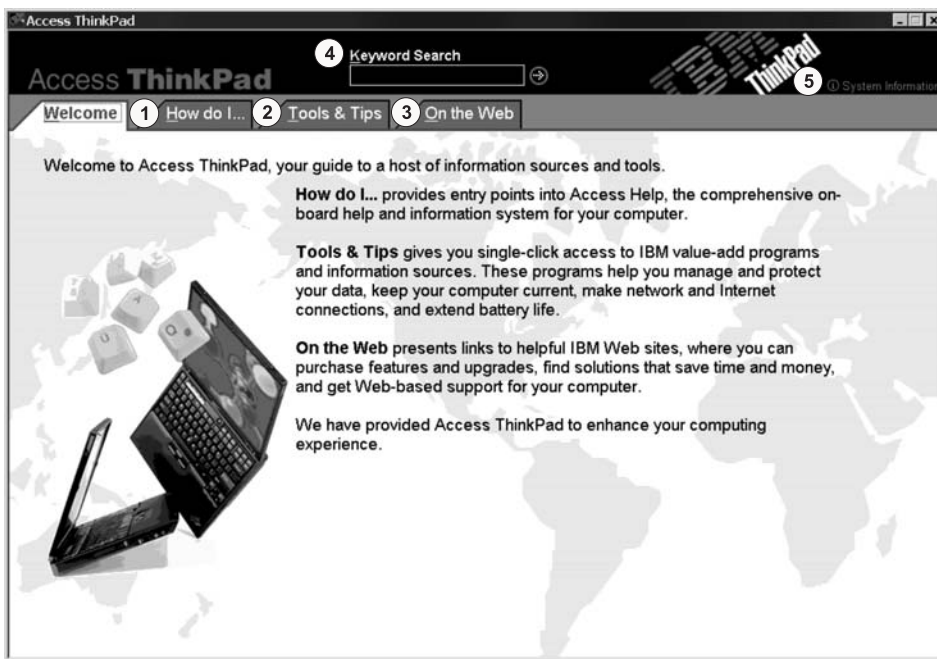 Access ThinkPad
4 Keyword Search
IBM
ThinkPad
Access ThinkPad
5 System Information
Welcome 1 How do I... 2 Tools & Tips 3 On the Web
Welcome to Access ThinkPad, your guide to a host of information sources and tools.
How do I... provides entry points into Access Help, the comprehensive on-
board help and information system for your computer.
Tools & Tips gives you single-click access to IBM value-add programs
and information sources. These programs help you manage and protect
your data, keep your computer current, make network and Internet
connections, and extend battery life.
On the Web presents links to helpful IBM Web sites, where you can
purchase features and upgrades, find solutions that save time and money,
and get Web-based support for your computer.
We have provided Access ThinkPad to enhance your computing
experience.